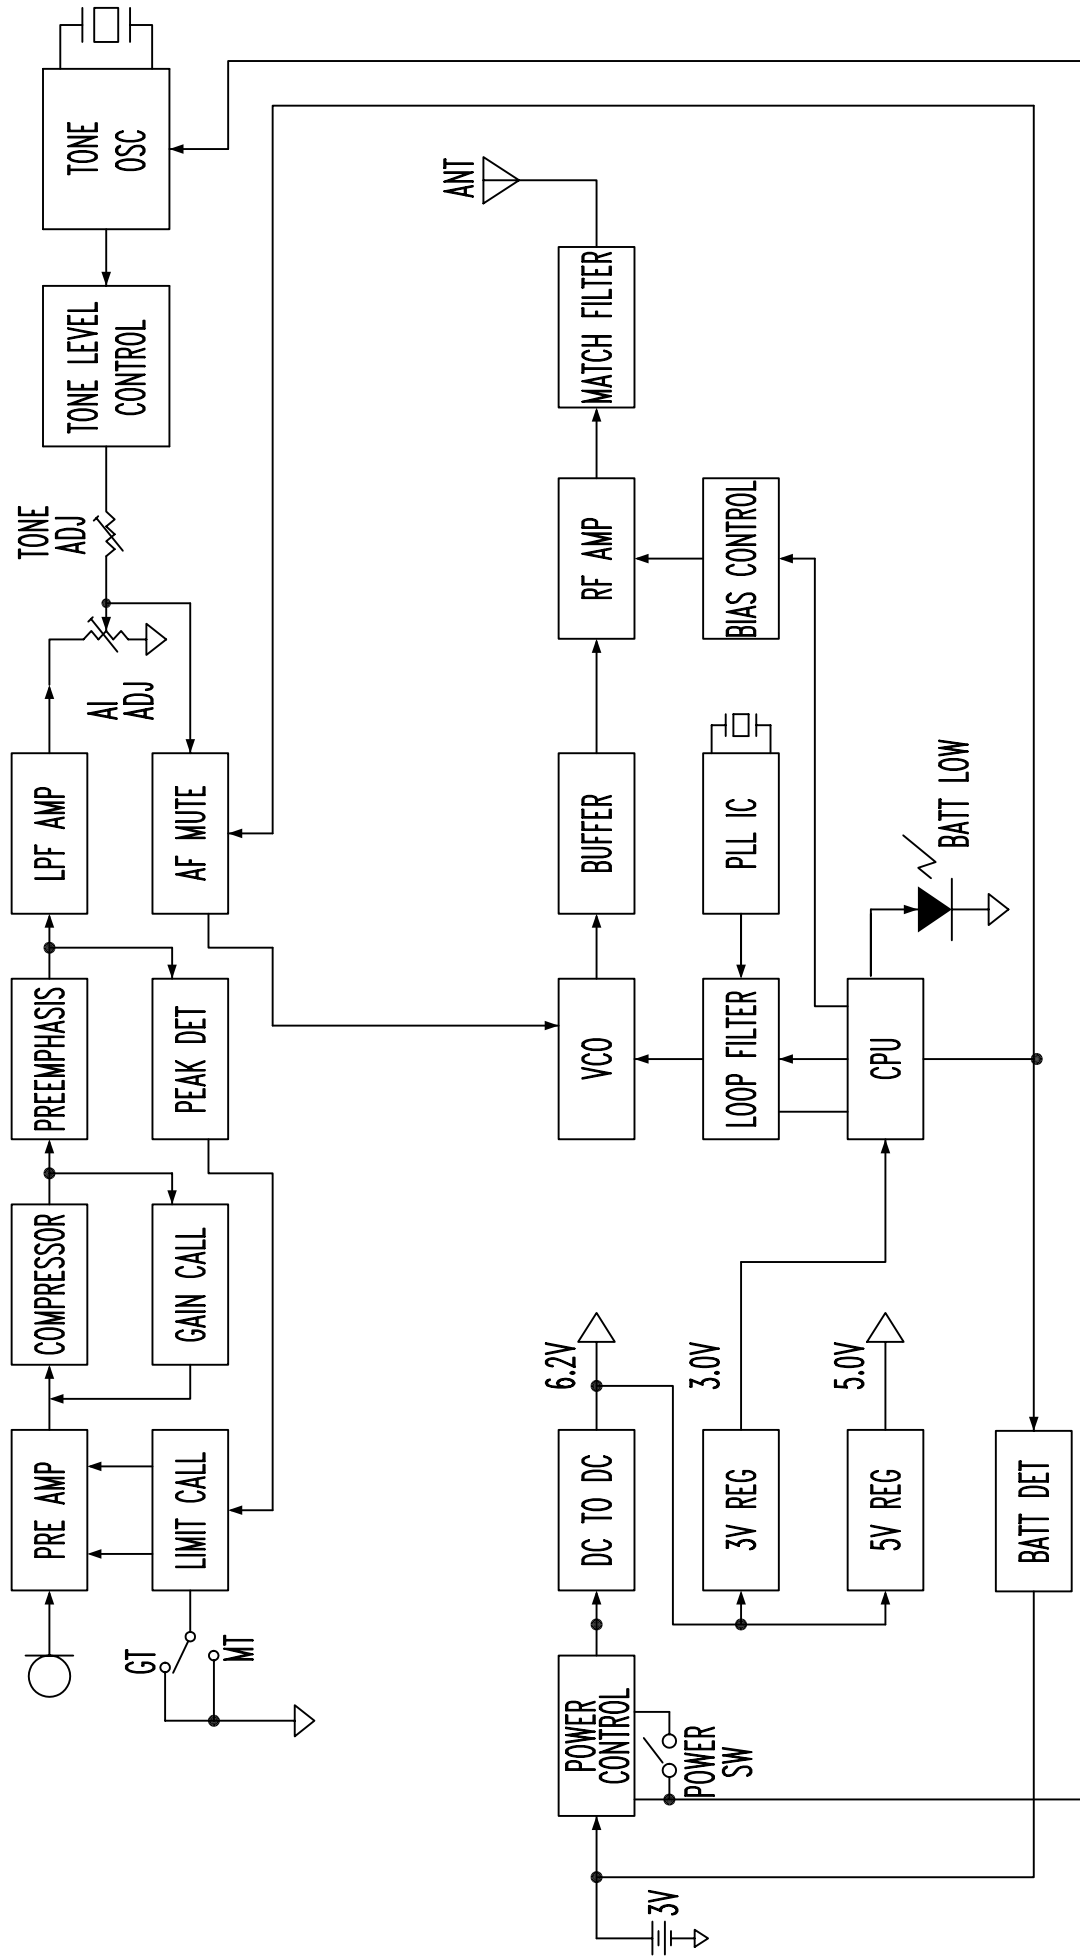 PRE AMP
COMPRESSOR
PREEMPHASIS
LPF AMP
AI
ADJ
TONE
ADJ
TONE LEVEL
CONTROL
TONE
OSC
GT
MT
LIMIT CALL
GAIN CALL
PEAK DET
AF MUTE
ANT
3V
POWER
CONTROL
POWER
SW
DC TO DC
6.2V
VCO
BUFFER
RF AMP
MATCH FILTER
3V REG
3.0V
LOOP FILTER
PLL IC
BIAS CONTROL
5V REG
5.0V
CPU
BATT LOW
BATT DET